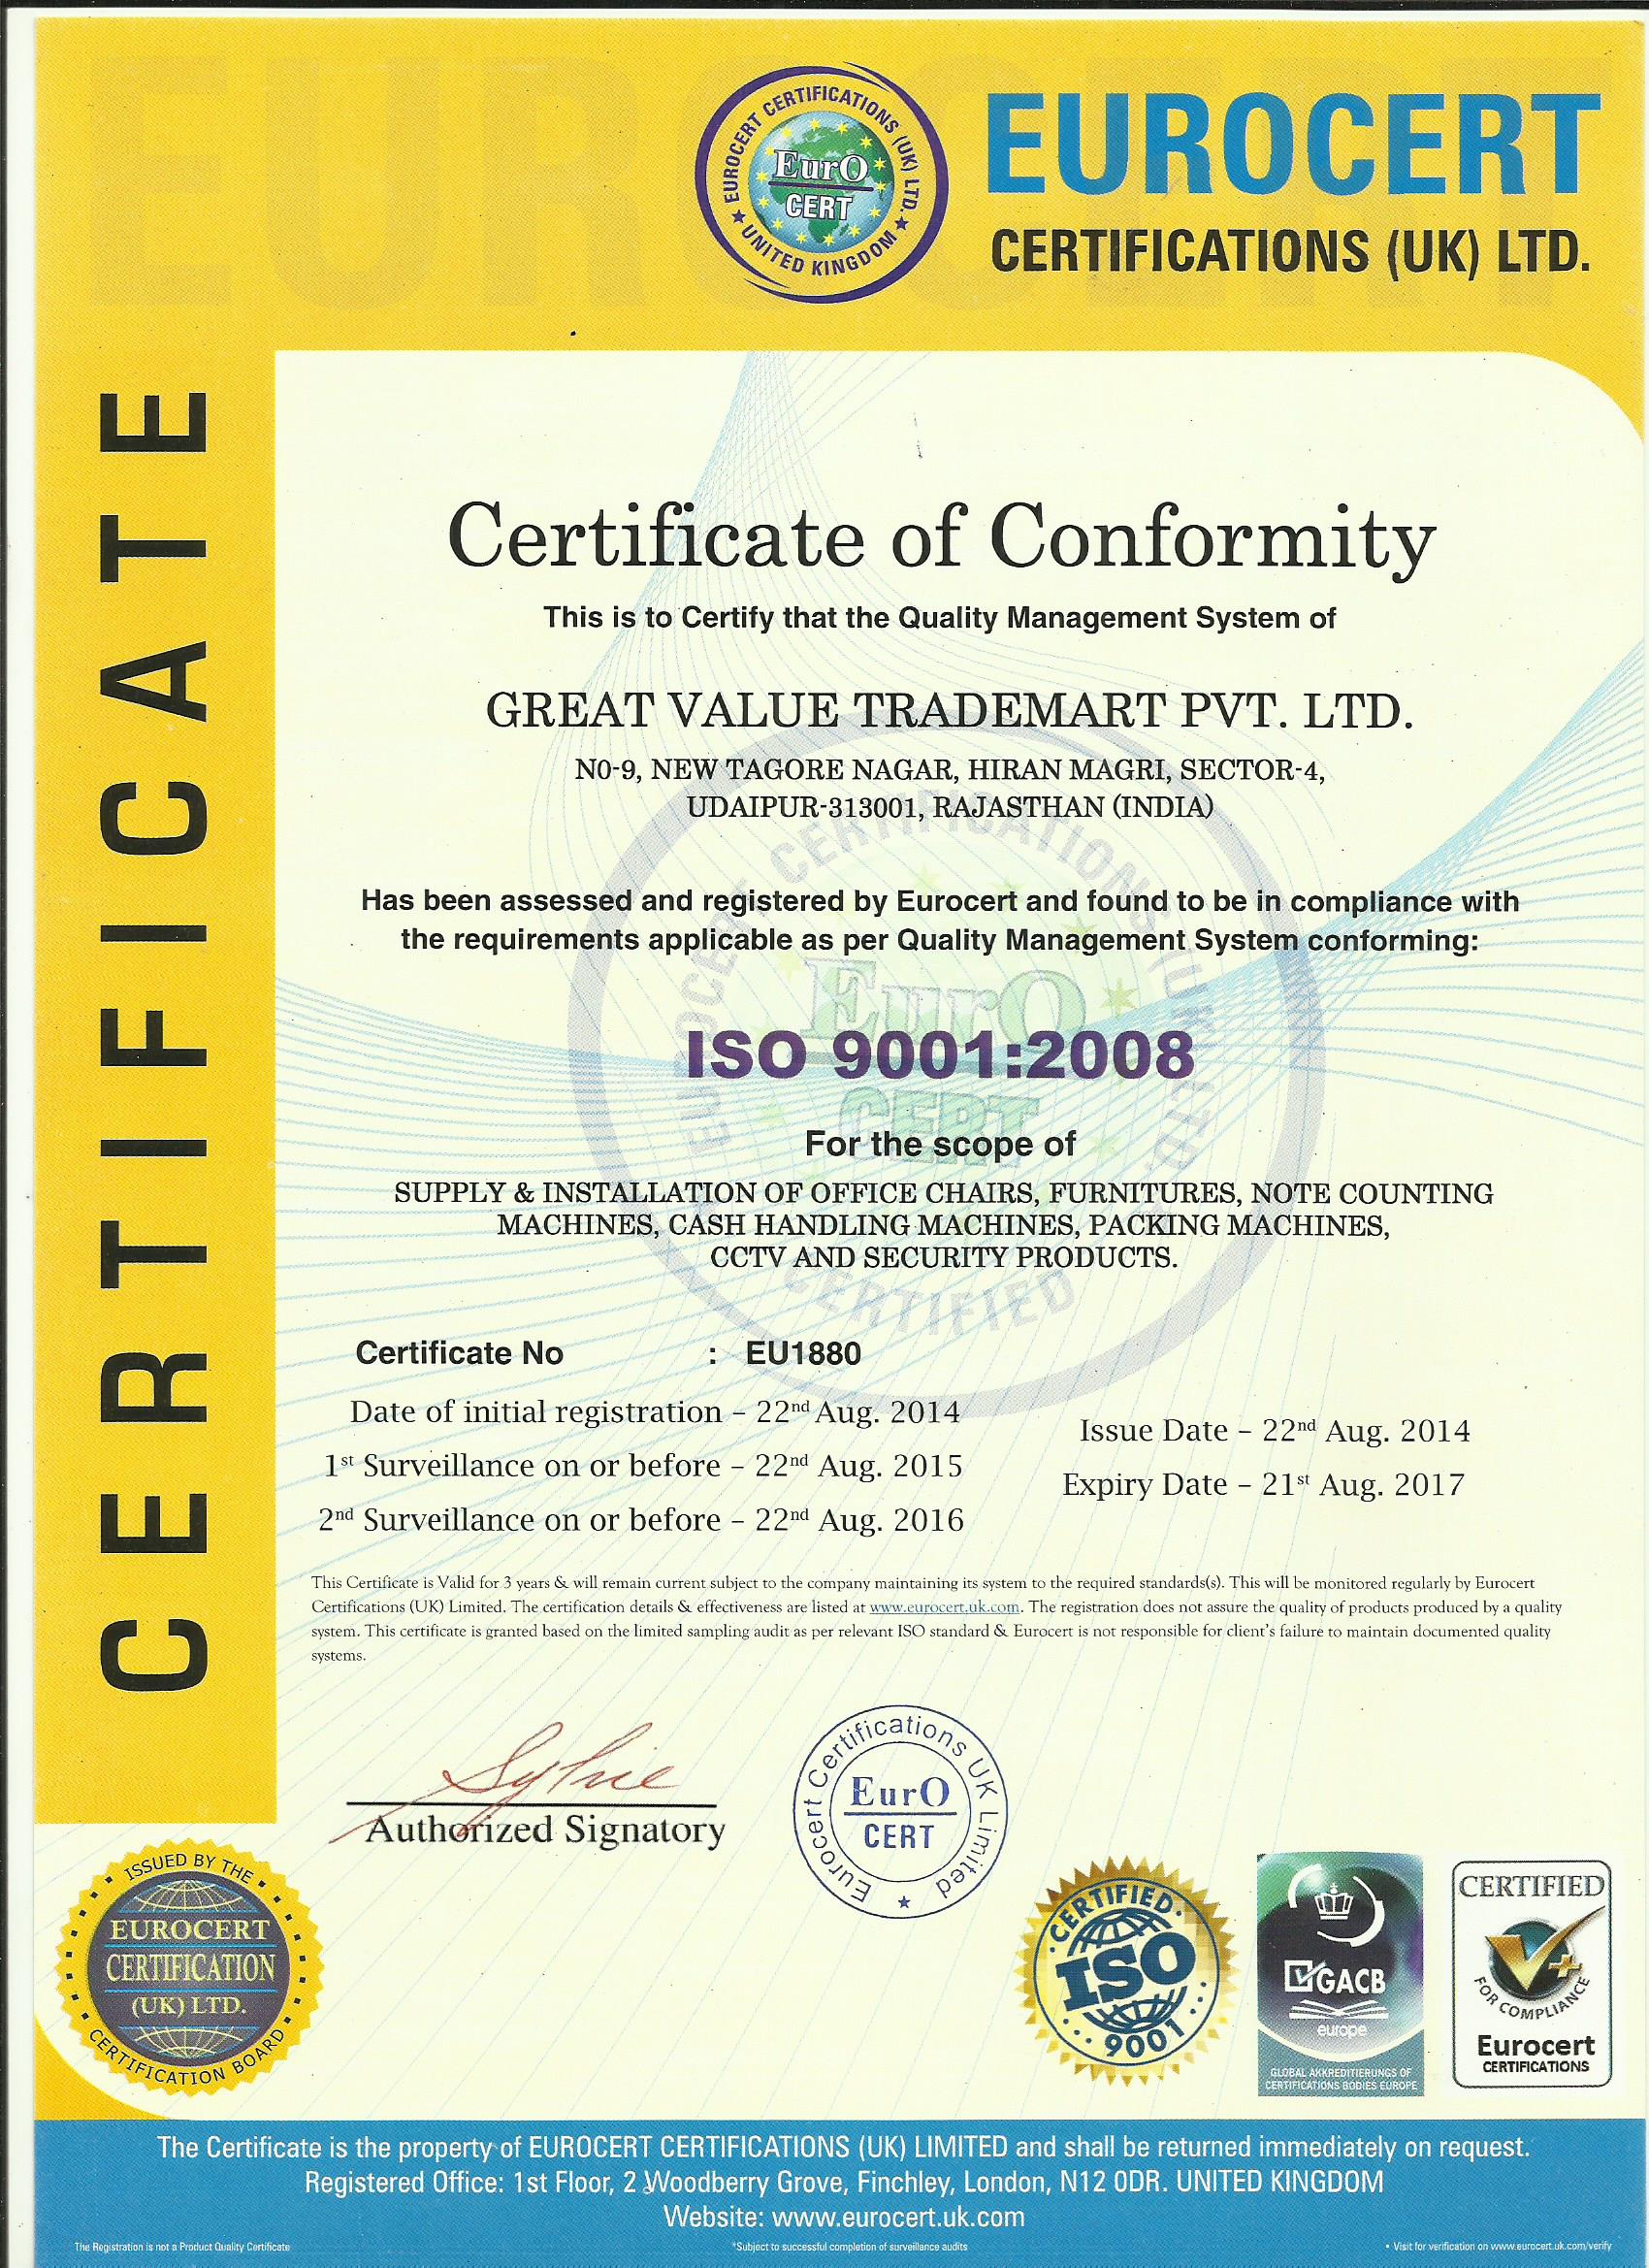 EUROCERT CERTIFICATIONS (UK) LTD.
EurO
CERT
★ UNITED KINGDOM ★
EUROCERT
CERTIFICATIONS (UK) LTD.
CERTIFICATE
Certificate of Conformity
This is to Certify that the Quality Management System of
GREAT VALUE TRADEMART PVT. LTD.
N0-9, NEW TAGORE NAGAR, HIRAN MAGRI, SECTOR-4,
UDAIPUR-313001, RAJASTHAN (INDIA)
Has been assessed and registered by Eurocert and found to be in compliance with
the requirements applicable as per Quality Management System conforming:
ISO 9001:2008
For the scope of
SUPPLY & INSTALLATION OF OFFICE CHAIRS, FURNITURES, NOTE COUNTING
MACHINES, CASH HANDLING MACHINES, PACKING MACHINES,
CCTV AND SECURITY PRODUCTS.
Certificate No : EU1880
Date of initial registration – 22nd Aug. 2014
1st Surveillance on or before – 22nd Aug. 2015
2nd Surveillance on or before – 22nd Aug. 2016
Issue Date – 22nd Aug. 2014
Expiry Date – 21st Aug. 2017
This Certificate is Valid for 3 years & will remain current subject to the company maintaining its system to the required standards(s). This will be monitored regularly by Eurocert
Certifications (UK) Limited. The certification details & effectiveness are listed at www.eurocert.uk.com. The registration does not assure the quality of products produced by a quality
system. This certificate is granted based on the limited sampling audit as per relevant ISO standard & Eurocert is not responsible for client's failure to maintain documented quality
systems.
Authorized Signatory
Eurocert Certifications UK Limited
EurO
CERT
ISSUED BY THE
EUROCERT
CERTIFICATION
(UK) LTD.
CERTIFICATION BOARD
CERTIFIED
ISO
9001
GACB
europe
GLOBAL AKKREDITIERUNGS OF
CERTIFICATIONS BODIES EUROPE
CERTIFIED
FOR COMPLIANCE
Eurocert
CERTIFICATIONS
The Certificate is the property of EUROCERT CERTIFICATIONS (UK) LIMITED and shall be returned immediately on request.
Registered Office: 1st Floor, 2 Woodberry Grove, Finchley, London, N12 0DR. UNITED KINGDOM
Website: www.eurocert.uk.com
The Registration is not a Product Quality Certificate
*Subject to successful completion of surveillance audits
• Visit for verification on www.eurocert.uk.com/verify